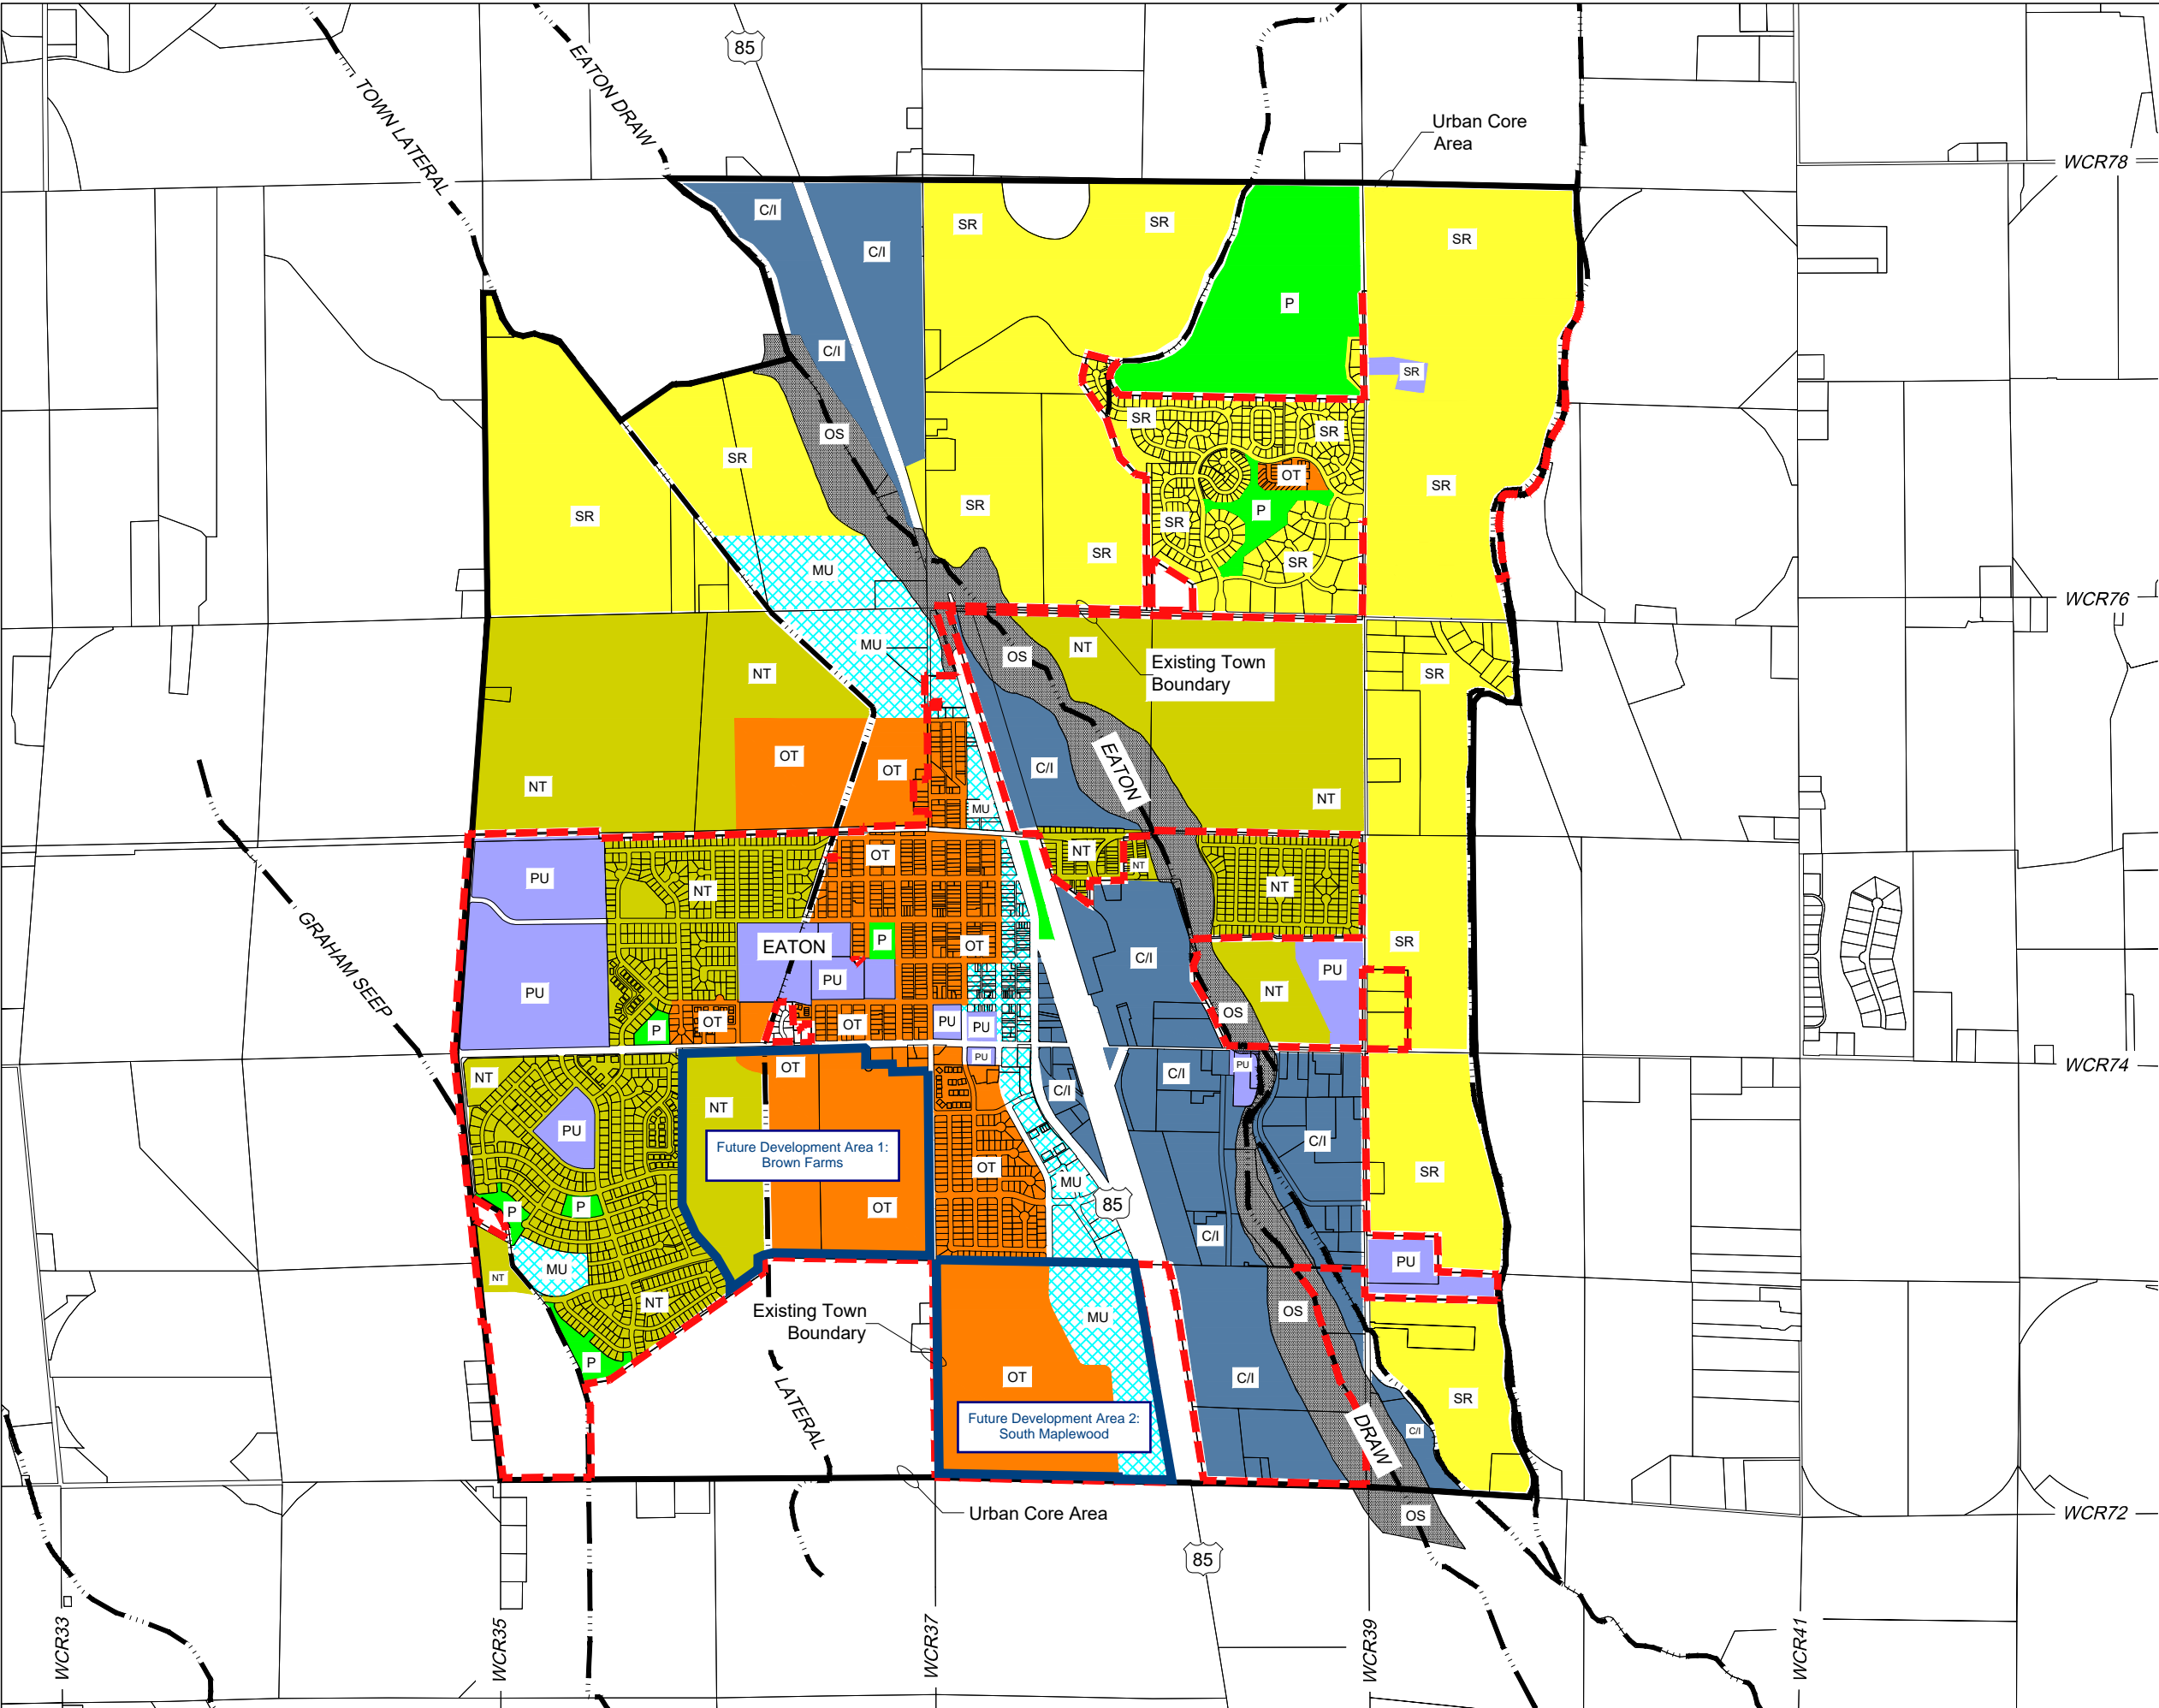 85
EATON DRAW
TOWN LATERAL
Urban Core
Area
WCR78
C/I
SR
SR
SR
C/I
P
C/I
SR
OS
SR
SR
SR
OT
SR
SR
SR
P
SR
SR
SR
MU
SR
WCR76
MU
NT
OS
Existing Town
Boundary
NT
SR
OT
OT
C/I
EATON
NT
NT
MU
OT
NT
NT
PU
NT
NT
P
EATON
OT
SR
C/I
PU
PU
PU
NT
GRAHAM SEEP
OS
P
OT
OT
PU
PU
PU
OT
PU
WCR74
NT
C/I
C/I
NT
PU
C/I
Future Development Area 1:
Brown Farms
OT
SR
MU
P
P
OT
85
C/I
PU
MU
NT
NT
Existing Town
Boundary
MU
OS
P
OT
C/I
SR
LATERAL
Future Development Area 2:
South Maplewood
C/I
DRAW
Urban Core Area
OS
WCR72
85
WCR33
WCR35
WCR37
WCR39
WCR41